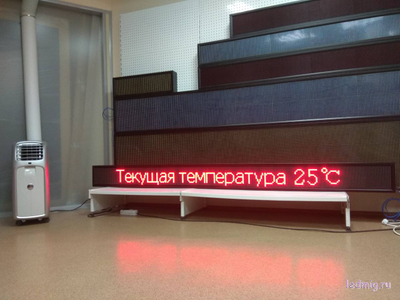 Текущая температура 25°C
ledmig.ru